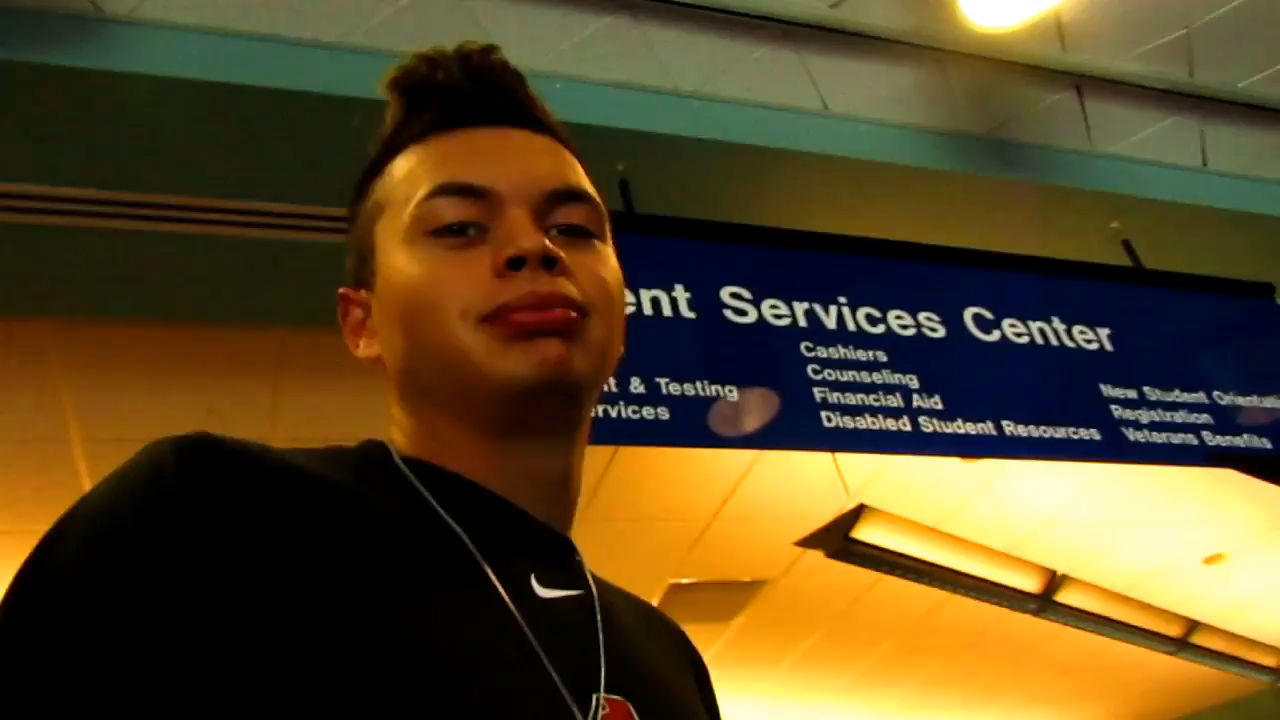 ent Services Center
t & Testing
ervices
Cashiers
Counseling
Financial Aid
Disabled Student Resources
New Student Orientati
Registration
Veterans Benefits